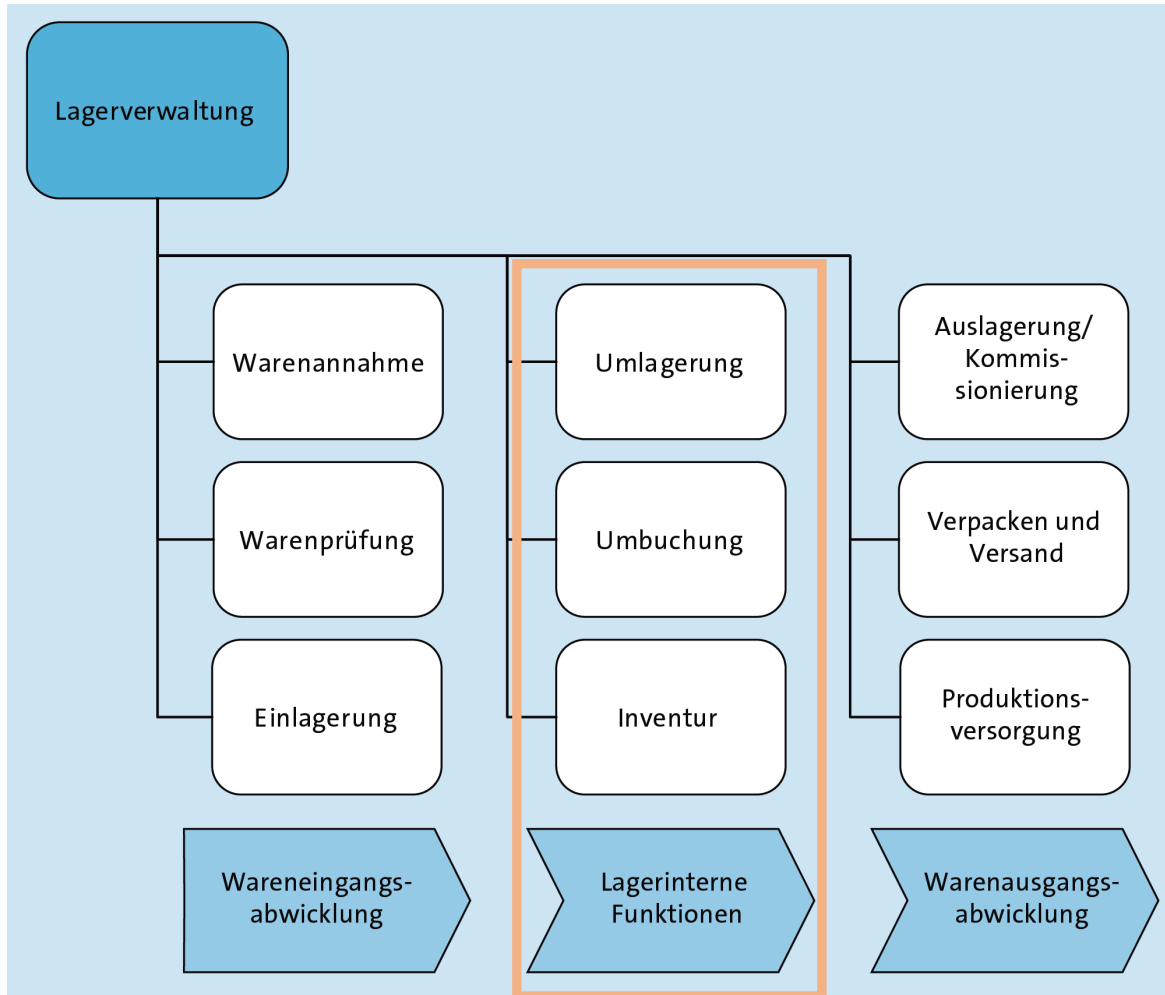 Lagerverwaltung
Warenannahme
Umlagerung
Auslagerung/
Kommis-
sionierung
Warenprüfung
Umbuchung
Verpacken und
Versand
Einlagerung
Inventur
Produktions-
versorgung
Wareneingangs-
abwicklung
Lagerinterne
Funktionen
Warenausgangs-
abwicklung